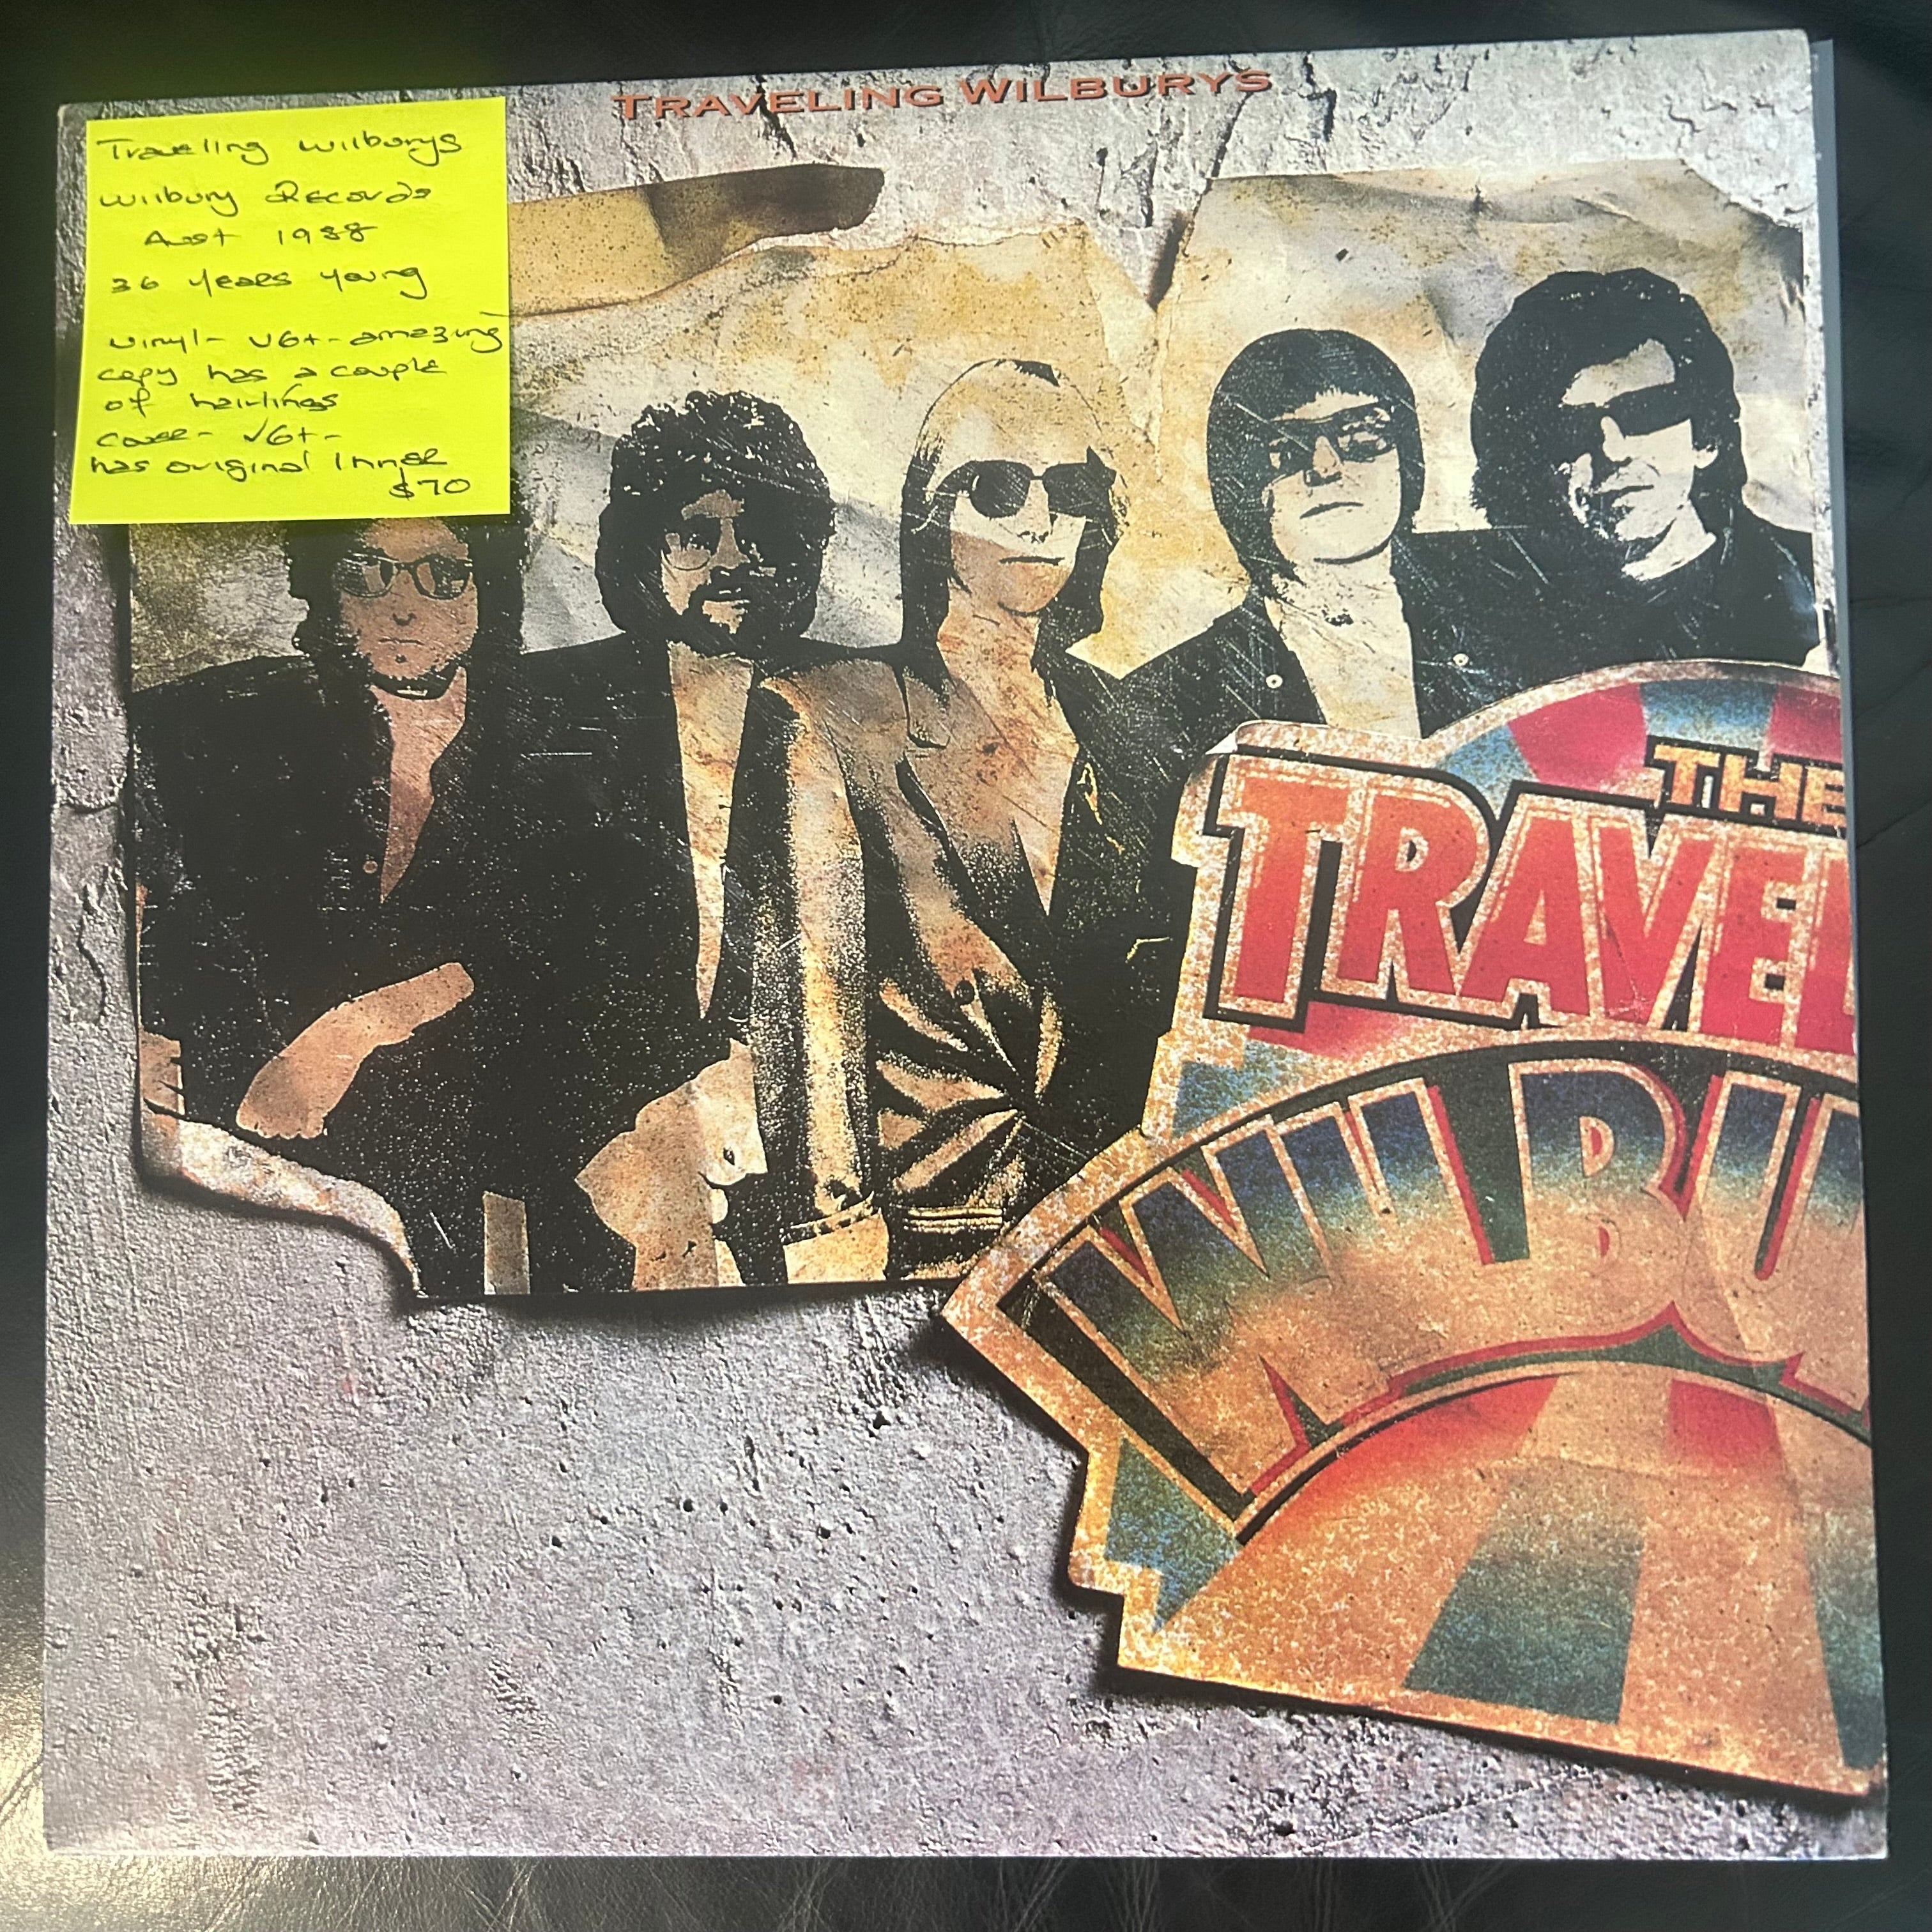 TRAVELING WILBURYS
Traveling Wilburys
Wilbury Records
Aust 1988
36 years young
vinyl - VG+ - amazing
copy has a couple
of hairlines
cover - VG+ -
has original Inner
$70
THE
TRAVEL
WILBU